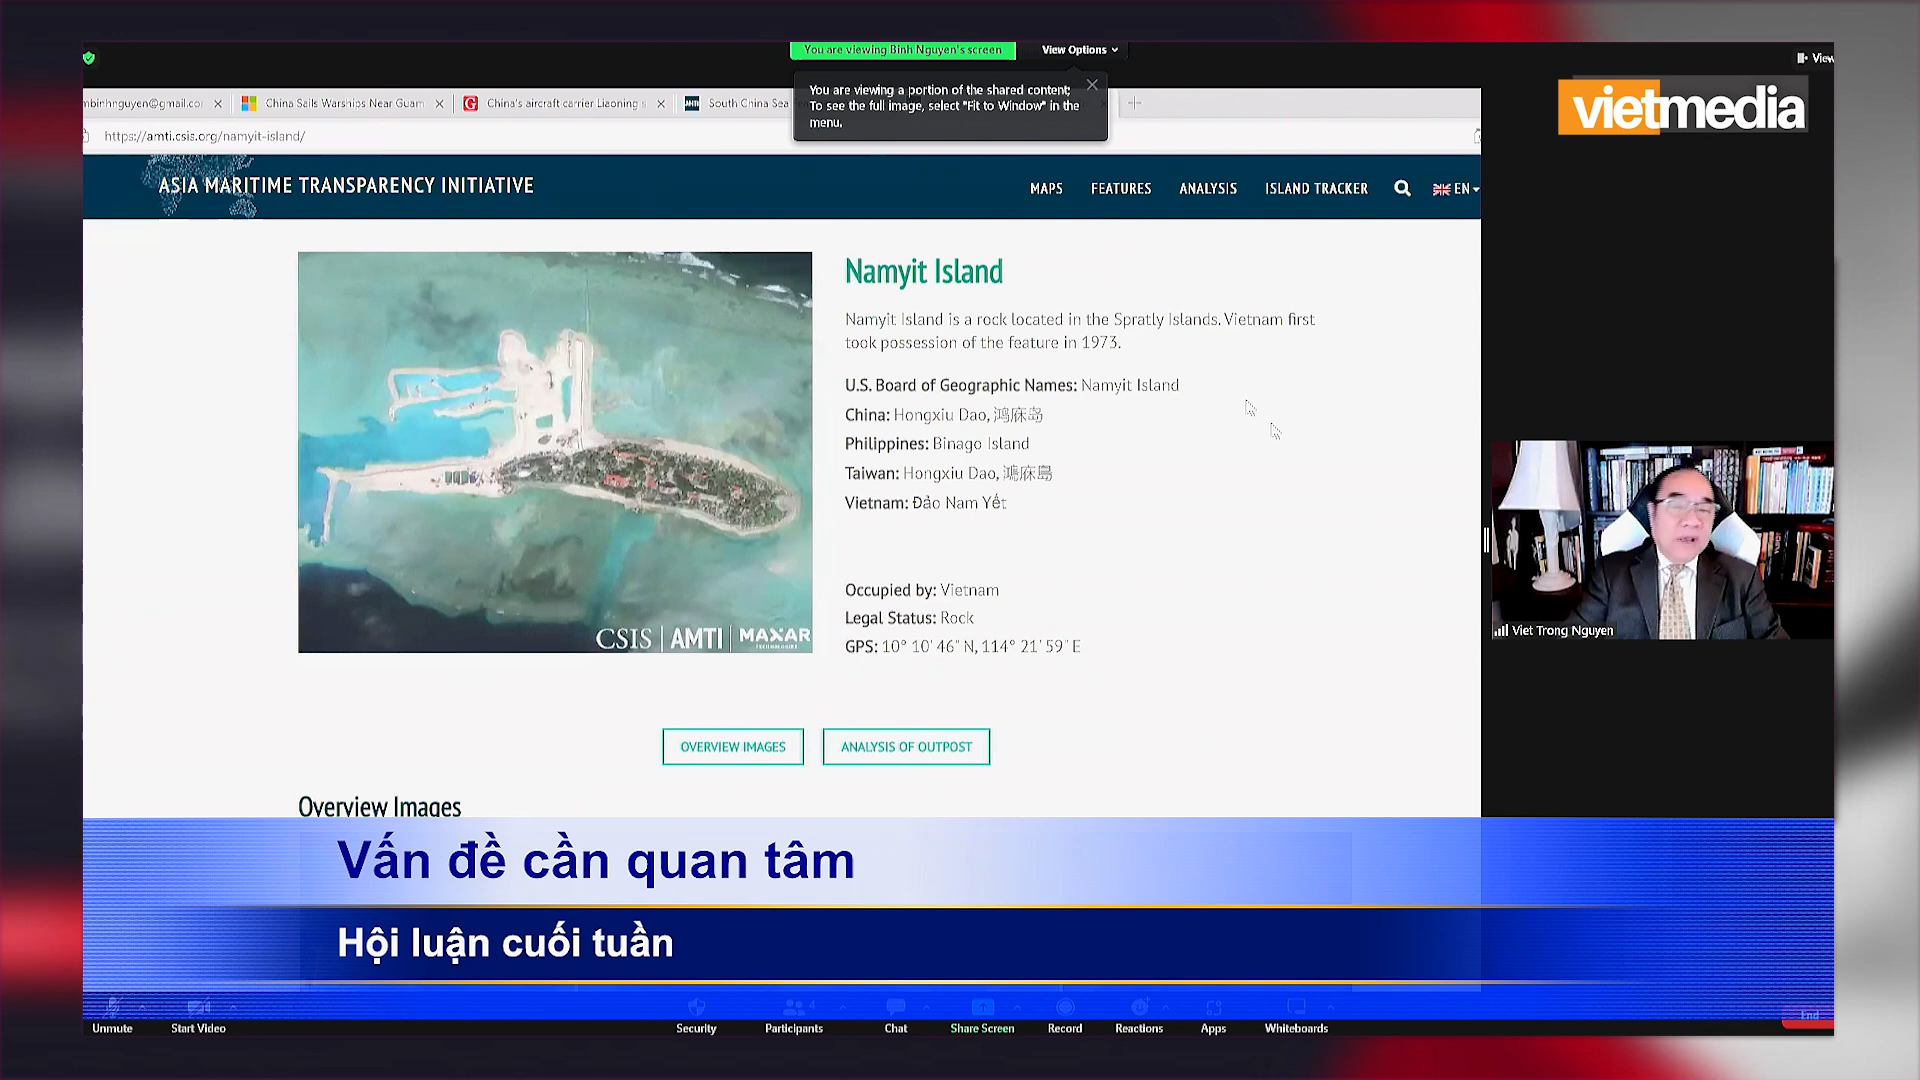 You are viewing Binh Nguyen's screen
View Options
View
You are viewing a portion of the shared content;
To see the full image, select "Fit to Window" in the
menu.
vietmedia
mbinhnguyen@gmail.co
China Sails Warships Near Guam
China's aircraft carrier Liaoning s
South China Sea
https://amti.csis.org/namyit-island/
ASIA MARITIME TRANSPARENCY INITIATIVE
MAPS
FEATURES
ANALYSIS
ISLAND TRACKER
EN
Namyit Island
Namyit Island is a rock located in the Spratly Islands. Vietnam first
took possession of the feature in 1973.
U.S. Board of Geographic Names: Namyit Island
China: Hongxiu Dao, 鸿庥岛
Philippines: Binago Island
Taiwan: Hongxiu Dao, 鴻庥島
Vietnam: Đảo Nam Yết
Occupied by: Vietnam
Legal Status: Rock
GPS: 10° 10' 46" N, 114° 21' 59" E
CSIS | AMTI | MAXAR
TECHNOLOGIES
Viet Trong Nguyen
OVERVIEW IMAGES
ANALYSIS OF OUTPOST
Overview Images
Vấn đề cần quan tâm
Hội luận cuối tuần
4
Unmute
Start Video
Security
Participants
Chat
Share Screen
Record
Reactions
Apps
Whiteboards
End